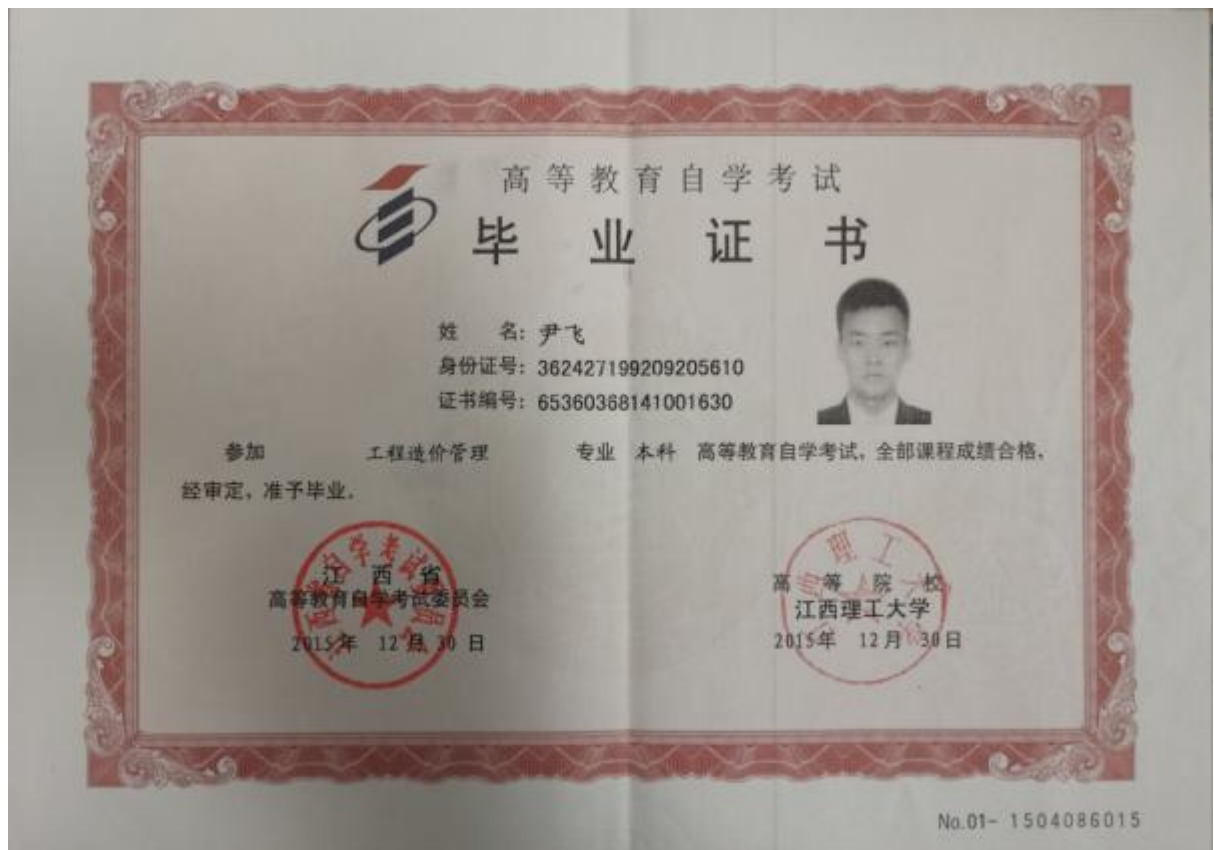 高等教育自学考试
毕业证书
姓 名：尹飞
身份证号：362427199209205610
证书编号：65360368141001630
参加 工程造价管理 专业 本科 高等教育自学考试，全部课程成绩合格，
经审定，准予毕业。
江西省
高等教育自学考试委员会
2015年 12月 30日
高等院校
江西理工大学
2015年 12月 30日
No.01- 1504086015